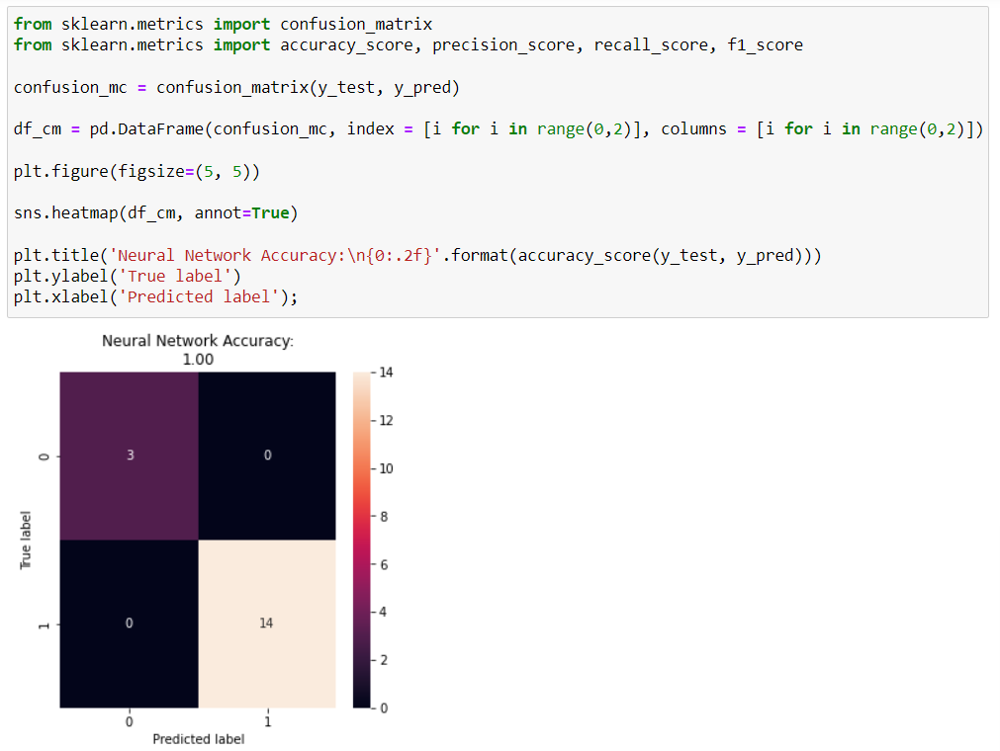 from sklearn.metrics import confusion_matrix
from sklearn.metrics import accuracy_score, precision_score, recall_score, f1_score
confusion_mc = confusion_matrix(y_test, y_pred)
df_cm = pd.DataFrame(confusion_mc, index = [i for i in range(0,2)], columns = [i for i in range(0,2)])
plt.figure(figsize=(5, 5))
sns.heatmap(df_cm, annot=True)
plt.title('Neural Network Accuracy:\n{0:.2f}'.format(accuracy_score(y_test, y_pred)))
plt.ylabel('True label')
plt.xlabel('Predicted label');
Neural Network Accuracy:
1.00
True label
0
3
0
1
0
14
0
1
Predicted label
14
12
10
8
6
4
2
0